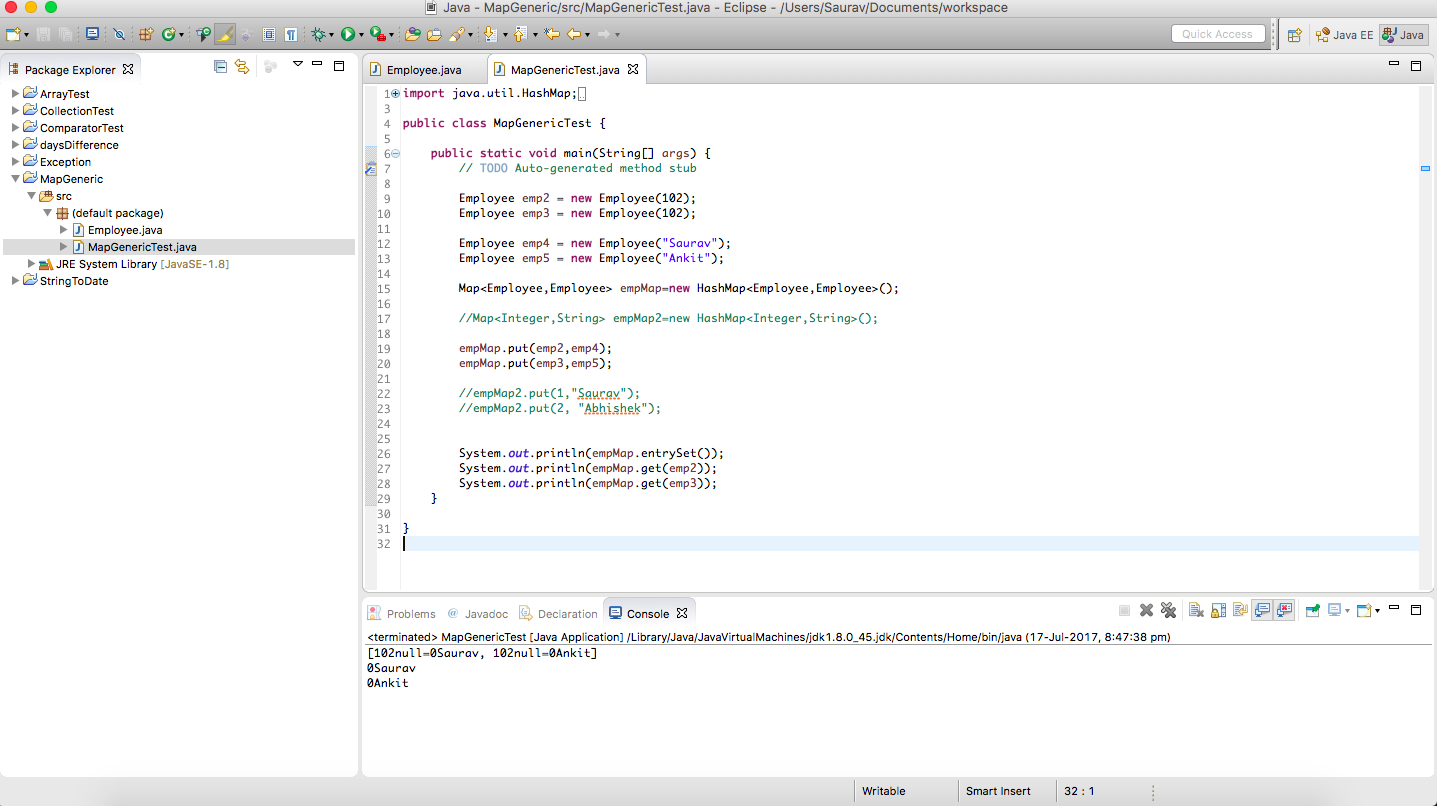 Java - MapGeneric/src/MapGenericTest.java - Eclipse - /Users/Saurav/Documents/workspace
Quick Access
Java EE
Java
Package Explorer
ArrayTest
CollectionTest
ComparatorTest
daysDifference
Exception
MapGeneric
src
(default package)
Employee.java
MapGenericTest.java
JRE System Library [JavaSE-1.8]
StringToDate
Employee.java
MapGenericTest.java
1 import java.util.HashMap;
3
4 public class MapGenericTest {
5
6 public static void main(String[] args) {
7 // TODO Auto-generated method stub
8
9 Employee emp2 = new Employee(102);
10 Employee emp3 = new Employee(102);
11
12 Employee emp4 = new Employee("Saurav");
13 Employee emp5 = new Employee("Ankit");
14
15 Map<Employee,Employee> empMap=new HashMap<Employee,Employee>();
16
17 //Map<Integer,String> empMap2=new HashMap<Integer,String>();
18
19 empMap.put(emp2,emp4);
20 empMap.put(emp3,emp5);
21
22 //empMap2.put(1,"Saurav");
23 //empMap2.put(2, "Abhishek");
24
25
26 System.out.println(empMap.entrySet());
27 System.out.println(empMap.get(emp2));
28 System.out.println(empMap.get(emp3));
29 }
30
31 }
32
Problems
@ Javadoc
Declaration
Console
<terminated> MapGenericTest [Java Application] /Library/Java/JavaVirtualMachines/jdk1.8.0_45.jdk/Contents/Home/bin/java (17-Jul-2017, 8:47:38 pm)
[102null=0Saurav, 102null=0Ankit]
0Saurav
0Ankit
Writable
Smart Insert
32 : 1